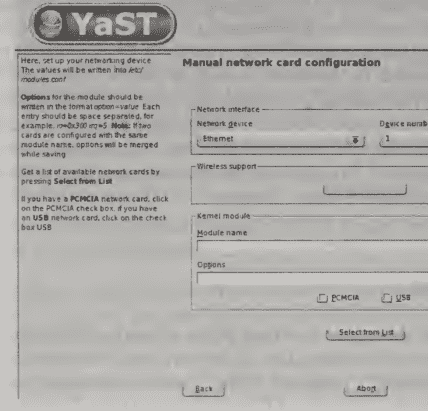 YaST
Here, set up your networking device
The values will be written into /etc/
modules.conf
Options for the module should be
written in the format option=value Each
entry should be space separated, for
example, io=0x300 irq=5 Note: If two
cards are configured with the same
module name, options will be merged
while saving
Get a list of available network cards by
pressing Select from List
If you have a PCMCIA network card, click
on the PCMCIA check box. If you have
an USB network card, click on the check
box USB
Manual network card configuration
Network interface
Network device
Device numb
Ethernet
1
Wireless support
Kernel module
Module name
Options
PCMCIA USB
Select from List
Back Abort